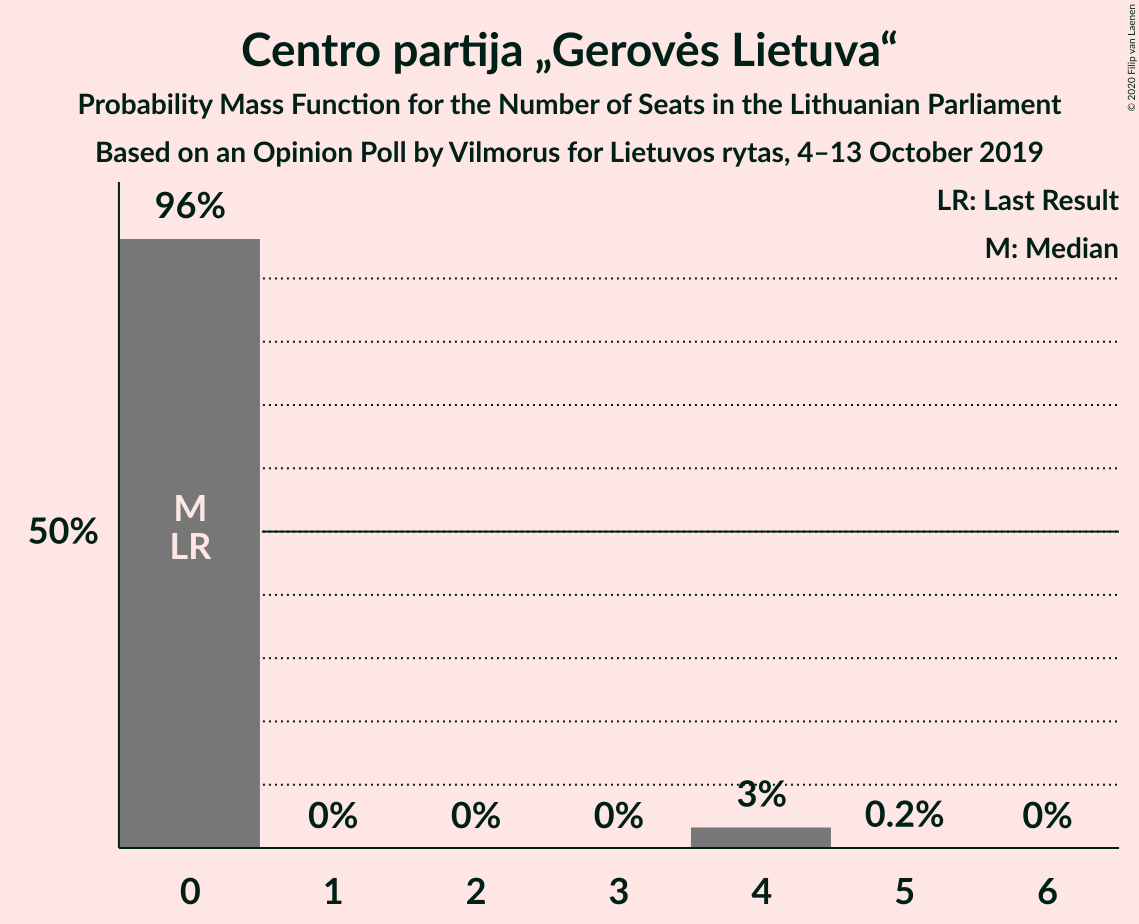 Centro partija „Gerovės Lietuva“
Probability Mass Function for the Number of Seats in the Lithuanian Parliament
Based on an Opinion Poll by Vilmorus for Lietuvos rytas, 4–13 October 2019
© 2020 Filip van Laenen
LR: Last Result
M: Median
96%
50%
M
LR
0%
0%
0%
3%
0.2%
0%
0
1
2
3
4
5
6